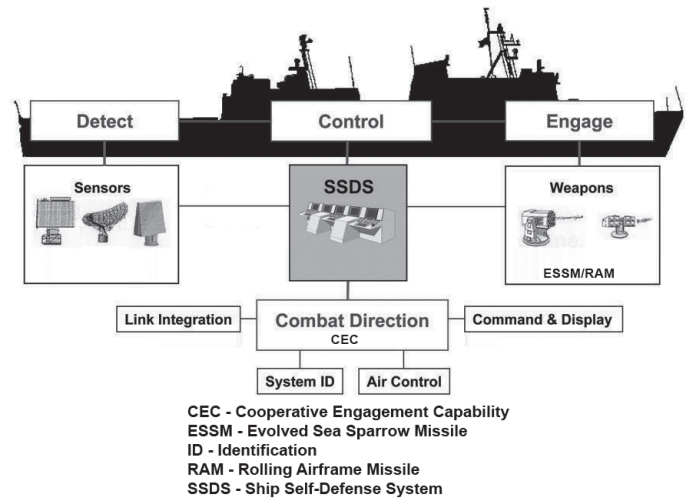 Detect
Control
Engage
Sensors
SSDS
Weapons
ESSM/RAM
Link Integration
Combat Direction
CEC
Command & Display
System ID
Air Control
CEC - Cooperative Engagement Capability
ESSM - Evolved Sea Sparrow Missile
ID - Identification
RAM - Rolling Airframe Missile
SSDS - Ship Self-Defense System